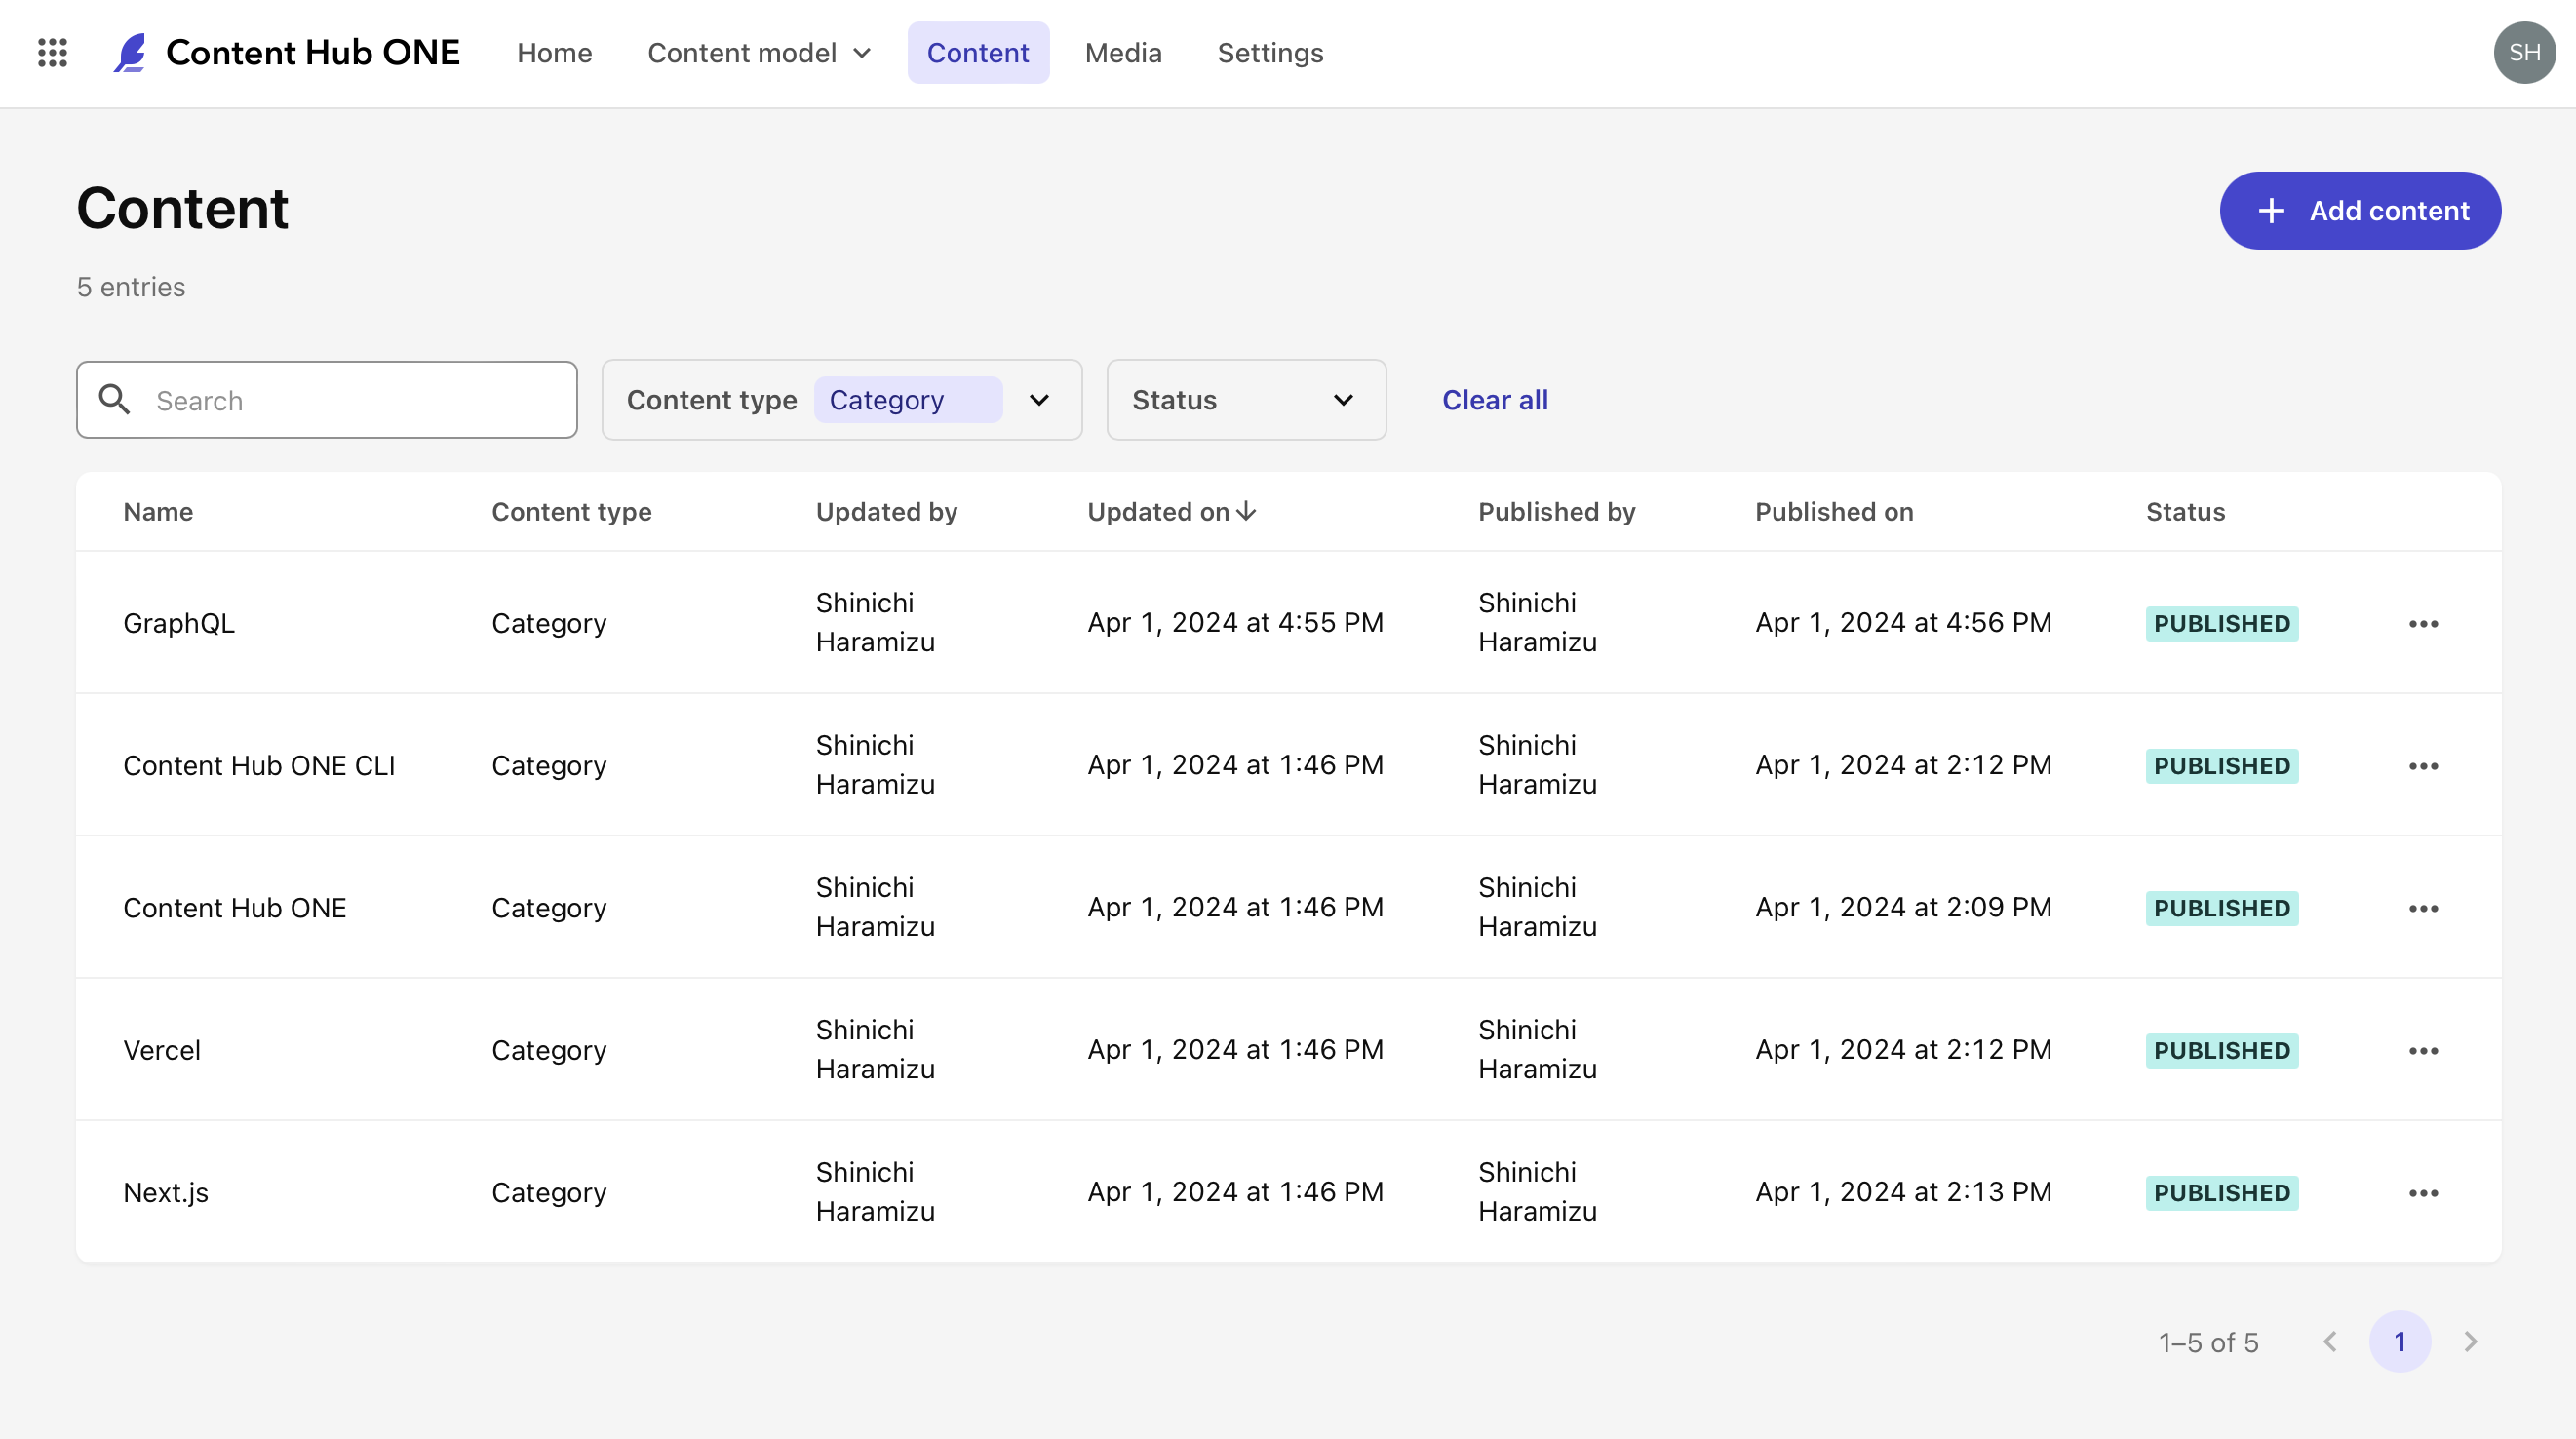 Content Hub ONE Home Content model Content Media Settings SH
Content
Add content
5 entries
Search Content type Category Status Clear all
Name Content type Updated by Updated on Published by Published on Status
GraphQL Category Shinichi Haramizu Apr 1, 2024 at 4:55 PM Shinichi Haramizu Apr 1, 2024 at 4:56 PM PUBLISHED
Content Hub ONE CLI Category Shinichi Haramizu Apr 1, 2024 at 1:46 PM Shinichi Haramizu Apr 1, 2024 at 2:12 PM PUBLISHED
Content Hub ONE Category Shinichi Haramizu Apr 1, 2024 at 1:46 PM Shinichi Haramizu Apr 1, 2024 at 2:09 PM PUBLISHED
Vercel Category Shinichi Haramizu Apr 1, 2024 at 1:46 PM Shinichi Haramizu Apr 1, 2024 at 2:12 PM PUBLISHED
Next.js Category Shinichi Haramizu Apr 1, 2024 at 1:46 PM Shinichi Haramizu Apr 1, 2024 at 2:13 PM PUBLISHED
1–5 of 5 1